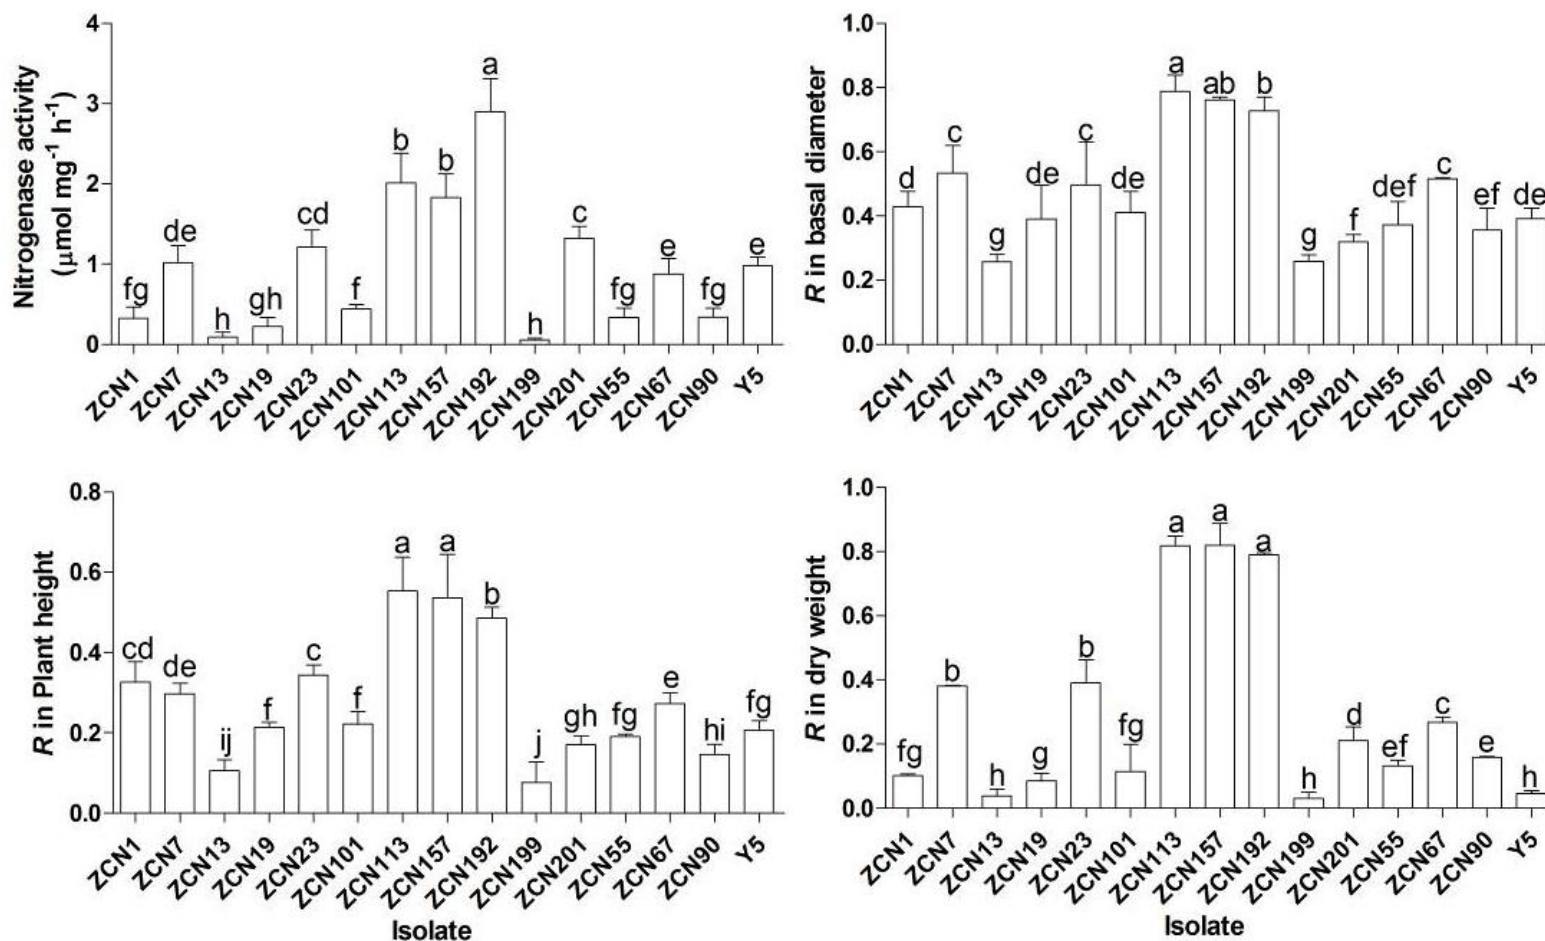 Nitrogenase activity
(μmol mg⁻¹ h⁻¹)
4
3
2
1
0
fg
de
h
gh
cd
f
b
b
a
h
c
fg
e
fg
e
ZCN1
ZCN7
ZCN13
ZCN19
ZCN23
ZCN101
ZCN113
ZCN157
ZCN192
ZCN199
ZCN201
ZCN55
ZCN67
ZCN90
Y5
R in basal diameter
1.0
0.8
0.6
0.4
0.2
0.0
d
c
g
de
c
de
a
ab
b
g
f
def
c
ef
de
ZCN1
ZCN7
ZCN13
ZCN19
ZCN23
ZCN101
ZCN113
ZCN157
ZCN192
ZCN199
ZCN201
ZCN55
ZCN67
ZCN90
Y5
R in Plant height
0.8
0.6
0.4
0.2
0.0
cd
de
ij
f
c
f
a
a
b
j
gh
fg
e
hi
fg
ZCN1
ZCN7
ZCN13
ZCN19
ZCN23
ZCN101
ZCN113
ZCN157
ZCN192
ZCN199
ZCN201
ZCN55
ZCN67
ZCN90
Y5
Isolate
R in dry weight
1.0
0.8
0.6
0.4
0.2
0.0
fg
b
h
g
b
fg
a
a
a
h
d
ef
c
e
h
ZCN1
ZCN7
ZCN13
ZCN19
ZCN23
ZCN101
ZCN113
ZCN157
ZCN192
ZCN199
ZCN201
ZCN55
ZCN67
ZCN90
Y5
Isolate